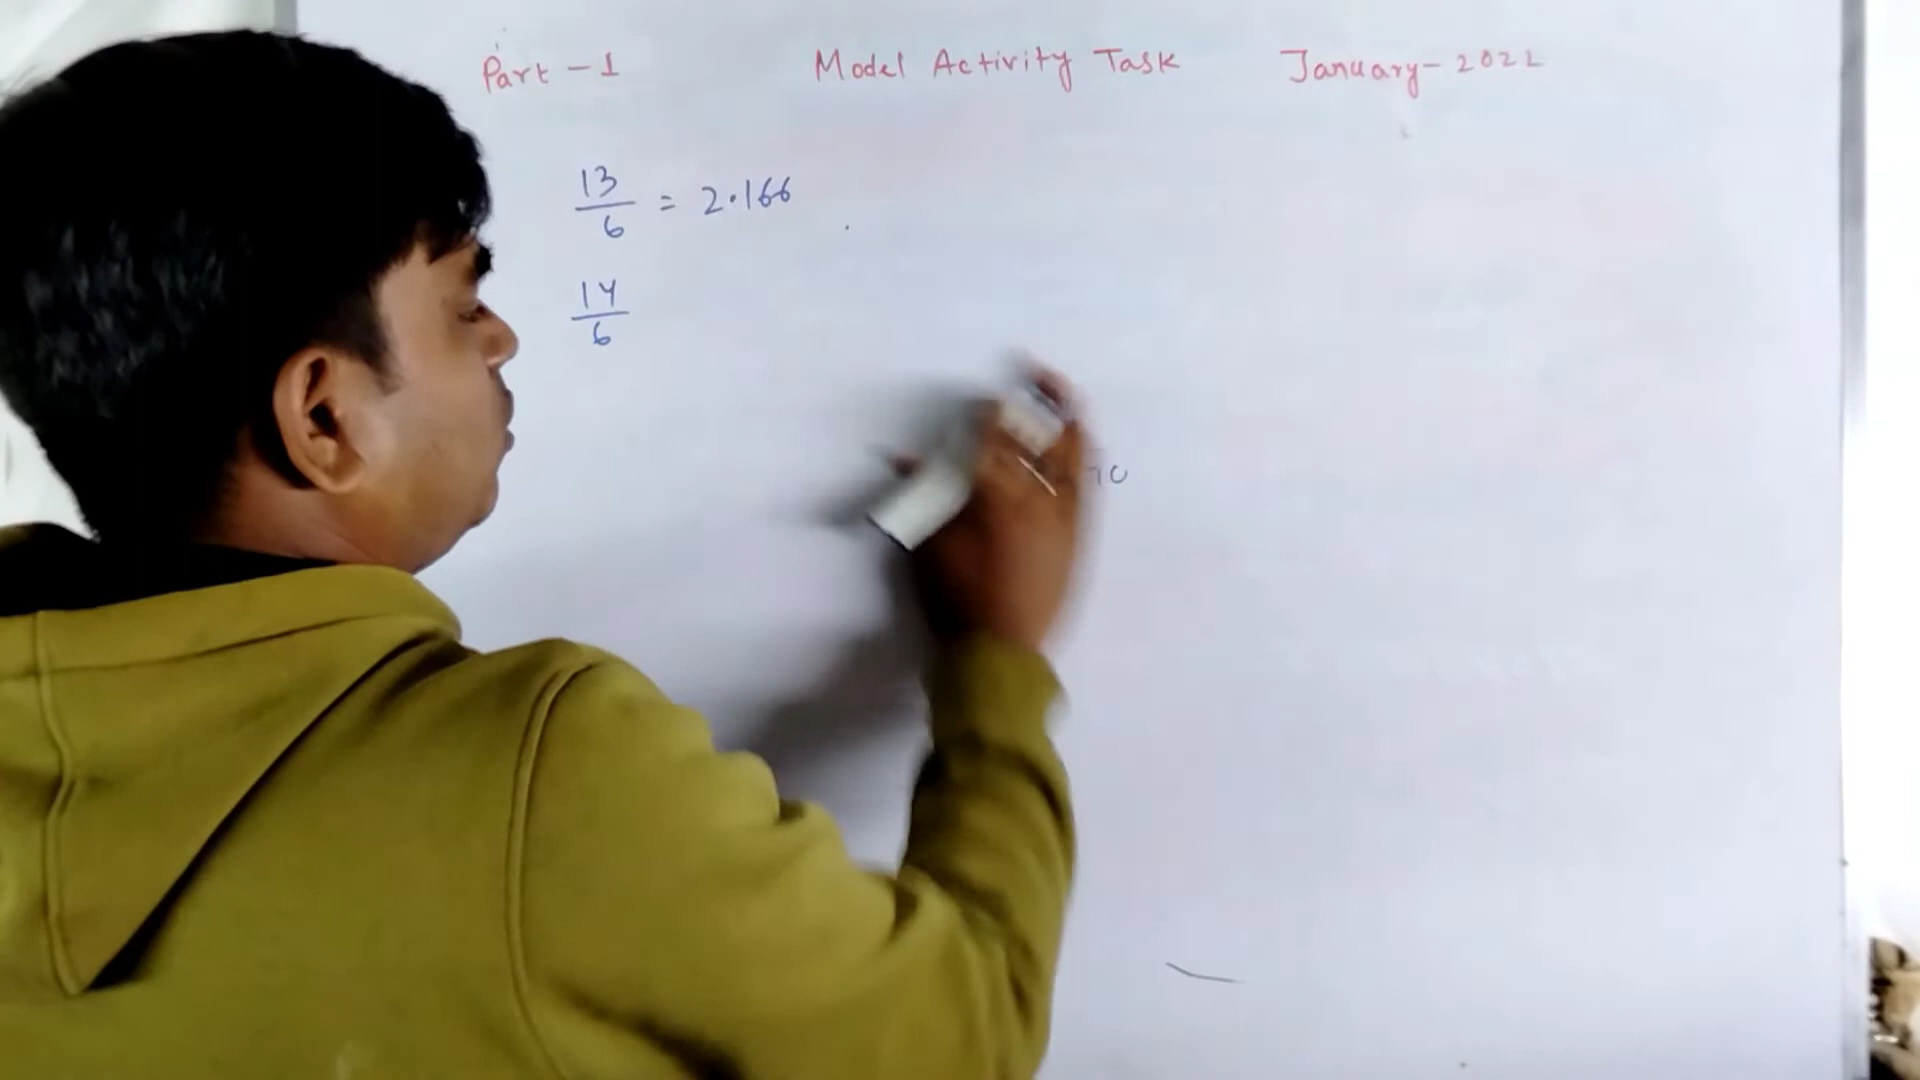 Part - 1 Model Activity Task January - 2022
13/6 = 2.166
14/6